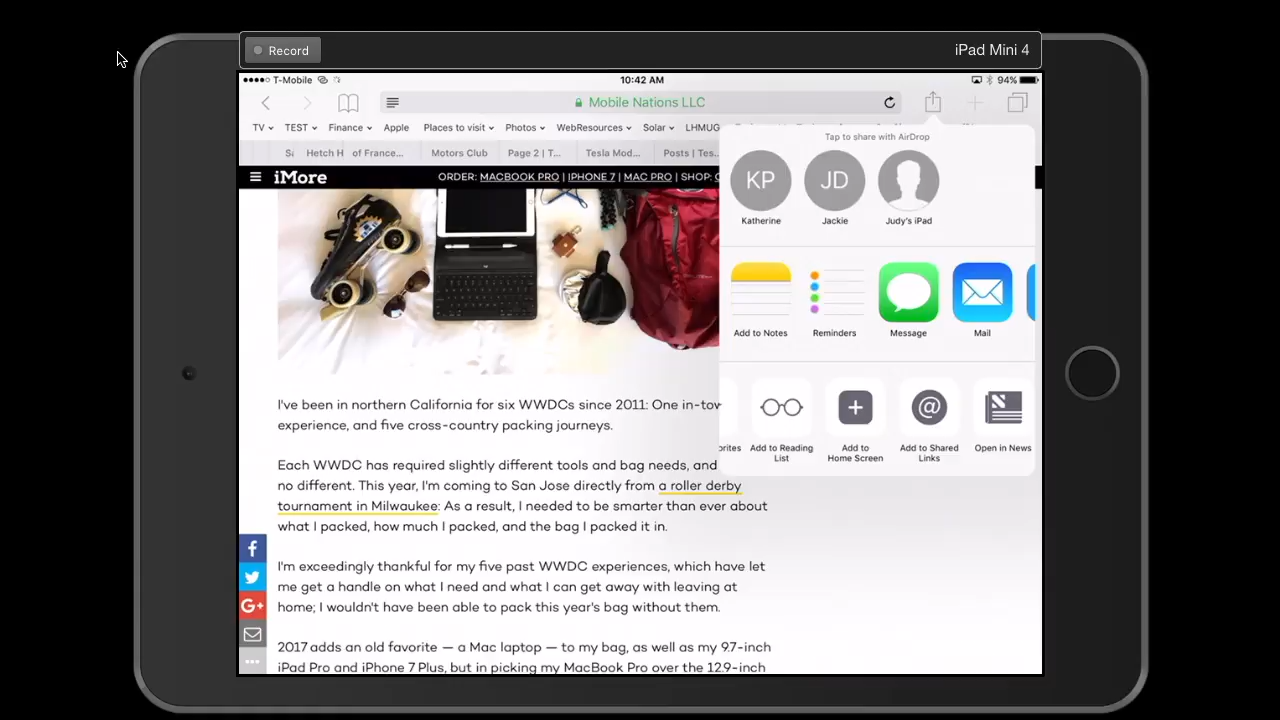 Record
iPad Mini 4
T-Mobile
10:42 AM
94%
Mobile Nations LLC
TV TEST Finance Apple Places to visit Photos WebResources Solar LHMUG
Hetch H of France... Motors Club Page 2 | T... Tesla Mod... Posts | Tes...
iMore
ORDER: MACBOOK PRO | IPHONE 7 | MAC PRO | SHOP:
Tap to share with AirDrop
KP JD
Katherine Jackie Judy's iPad
Add to Notes Reminders Message Mail
Add to Reading List
Add to Home Screen
@
Add to Shared Links
Open in News
I've been in northern California for six WWDCs since 2011: One in-tow
experience, and five cross-country packing journeys.
Each WWDC has required slightly different tools and bag needs, and
no different. This year, I'm coming to San Jose directly from a roller derby
tournament in Milwaukee: As a result, I needed to be smarter than ever about
what I packed, how much I packed, and the bag I packed it in.
I'm exceedingly thankful for my five past WWDC experiences, which have let
me get a handle on what I need and what I can get away with leaving at
home; I wouldn't have been able to pack this year's bag without them.
2017 adds an old favorite — a Mac laptop — to my bag, as well as my 9.7-inch
iPad Pro and iPhone 7 Plus, but in picking my MacBook Pro over the 12.9-inch
f
G+